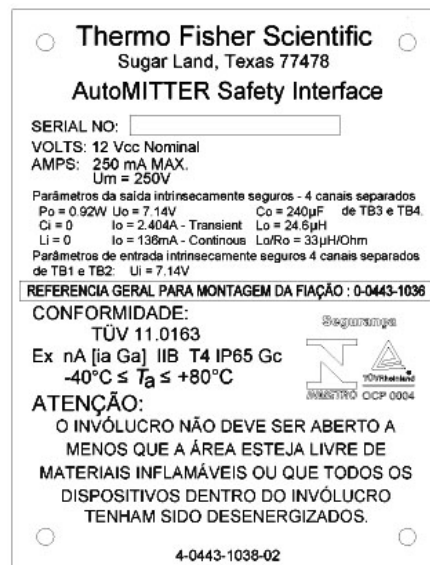 Thermo Fisher Scientific
Sugar Land, Texas 77478
AutoMITTER Safety Interface
SERIAL NO:
VOLTS: 12 Vcc Nominal
AMPS: 250 mA MAX.
Um = 250V
Parâmetros da saída intrinsecamente seguros - 4 canais separados
Po = 0.92W Uo = 7.14V Co = 240µF de TB3 e TB4.
Ci = 0 Io = 2.404A - Transient Lo = 24.6µH
Li = 0 Io = 136mA - Continous Lo/Ro = 33µH/Ohm
Parâmetros de entrada intrinsecamente seguros 4 canais separados
de TB1 e TB2: Ui = 7.14V
REFERENCIA GERAL PARA MONTAGEM DA FIAÇÃO : 0-0443-1036
CONFORMIDADE:
TÜV 11.0163
Ex nA [ia Ga] IIB T4 IP65 Gc
-40°C ≤ Ta ≤ +80°C
Segurança
TÜVRheinland
INMETRO OCP 0004
ATENÇÃO:
O INVÓLUCRO NÃO DEVE SER ABERTO A
MENOS QUE A ÁREA ESTEJA LIVRE DE
MATERIAIS INFLAMÁVEIS OU QUE TODOS OS
DISPOSITIVOS DENTRO DO INVÓLUCRO
TENHAM SIDO DESENERGIZADOS.
4-0443-1038-02